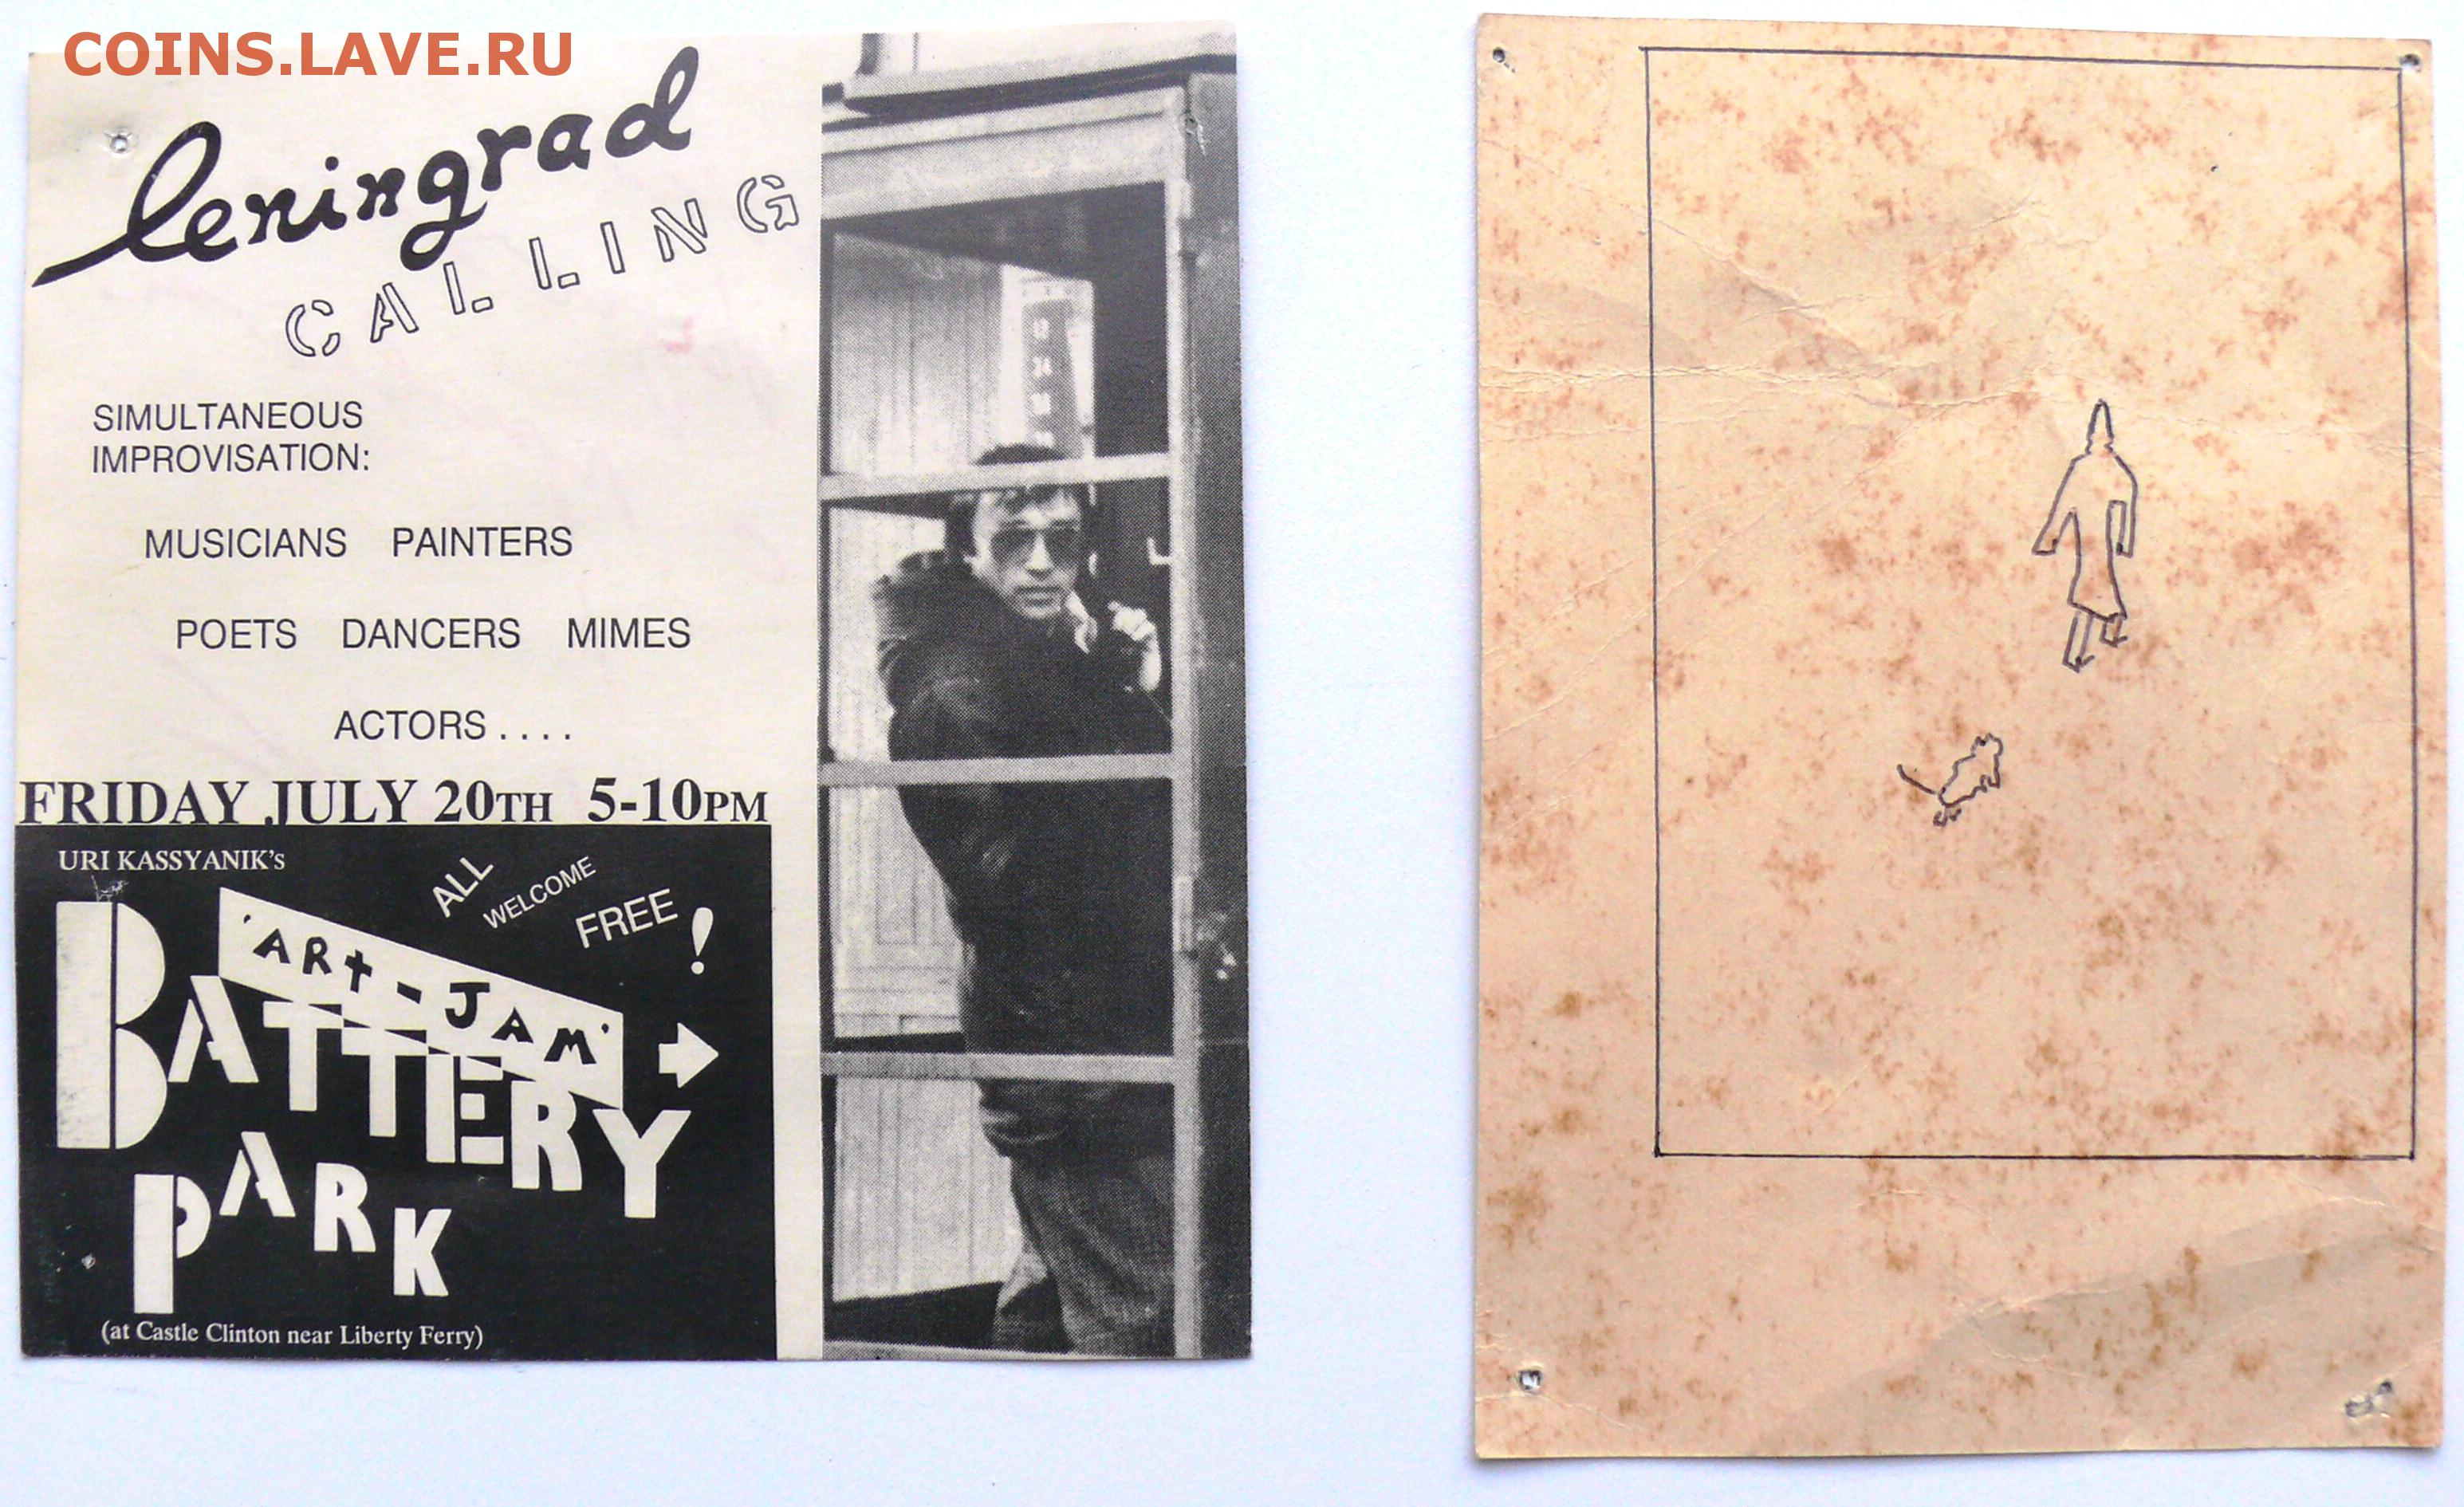 COINS.LAVE.RU
leningrad
CALLING
SIMULTANEOUS
IMPROVISATION:
MUSICIANS PAINTERS
POETS DANCERS MIMES
ACTORS....
FRIDAY JULY 20TH 5-10PM
URI KASSYANIK'S
ALL
WELCOME
FREE!
'ART-JAM'
BATTERY
PARK
(at Castle Clinton near Liberty Ferry)